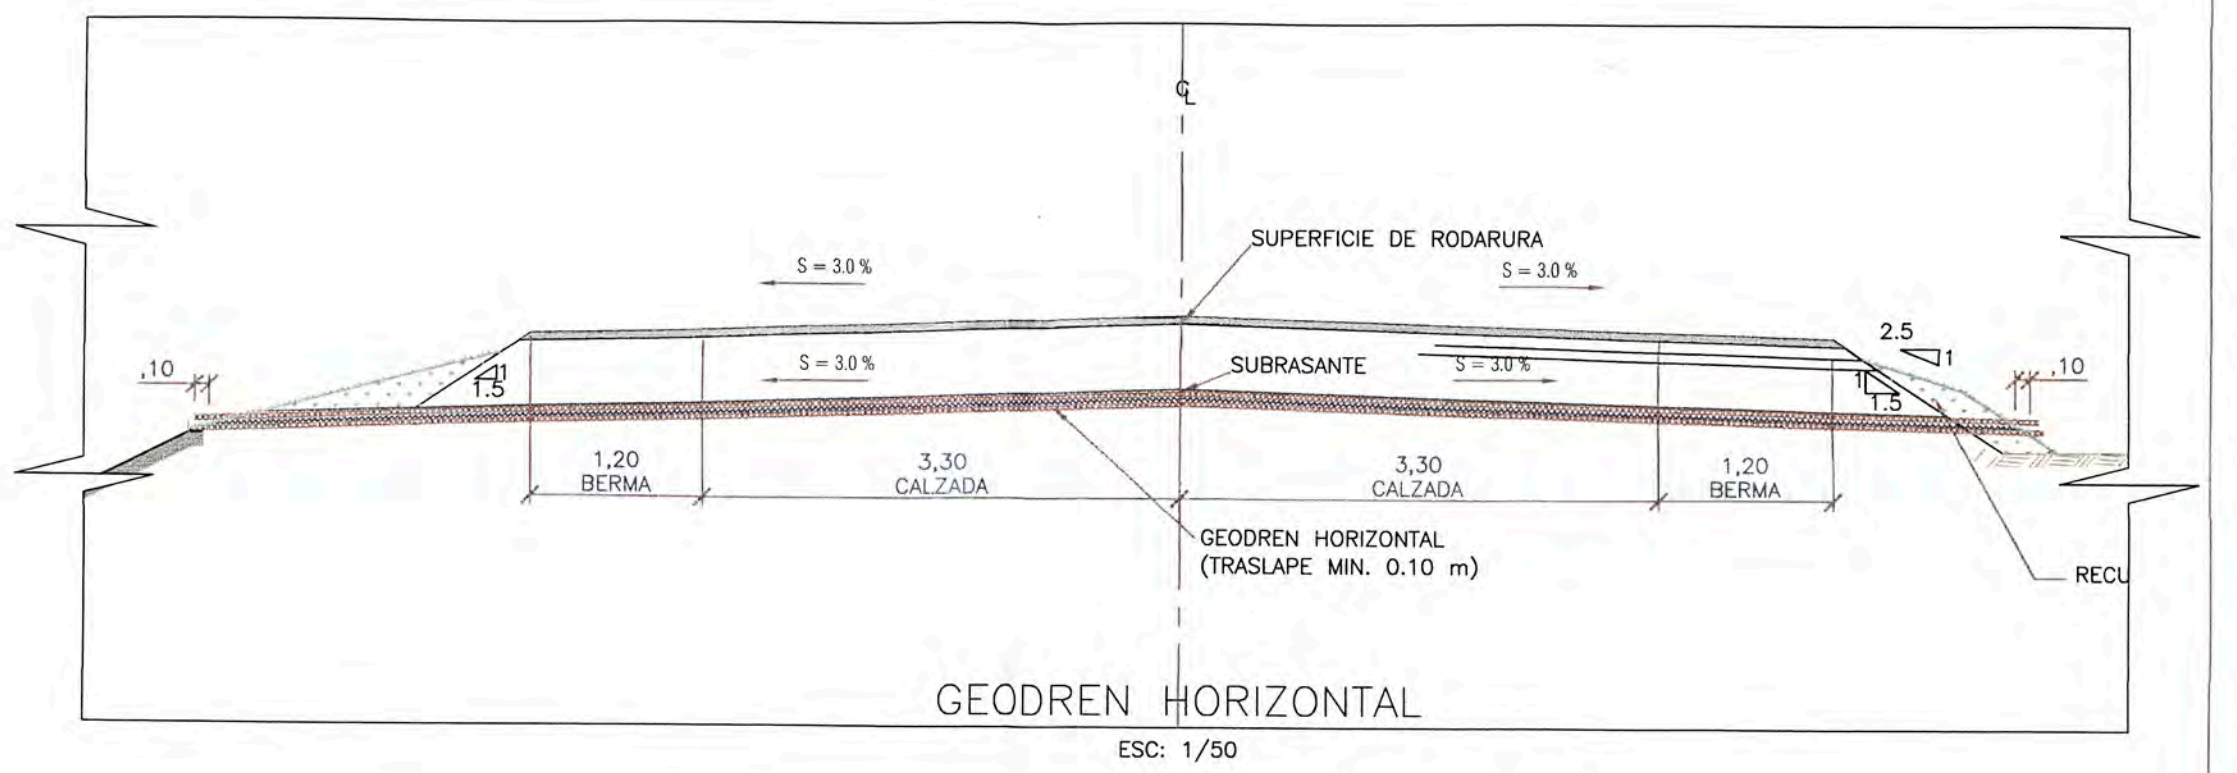 ℄
SUPERFICIE DE RODARURA
S = 3.0 %
S = 3.0 %
2.5
1
,10
S = 3.0 %
SUBRASANTE
S = 3.0 %
,10
1
1.5
1
1.5
1,20
BERMA
3,30
CALZADA
3,30
CALZADA
1,20
BERMA
GEODREN HORIZONTAL
(TRASLAPE MIN. 0.10 m)
RECU
GEODREN HORIZONTAL
ESC: 1/50